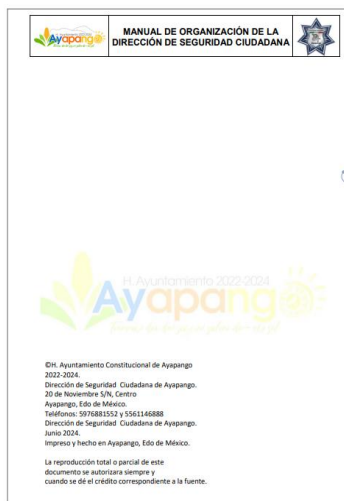 Ayapango
MANUAL DE ORGANIZACIÓN DE LA
DIRECCIÓN DE SEGURIDAD CIUDADANA
H. Ayuntamiento 2022-2024
Ayapango
©H. Ayuntamiento Constitucional de Ayapango
2022-2024.
Dirección de Seguridad Ciudadana de Ayapango.
20 de Noviembre S/N, Centro
Ayapango, Edo de México.
Teléfonos: 5976881552 y 5561146888
Dirección de Seguridad Ciudadana de Ayapango.
Junio 2024.
Impreso y hecho en Ayapango, Edo de México.
La reproducción total o parcial de este
documento se autorizara siempre y
cuando se dé el crédito correspondiente a la fuente.